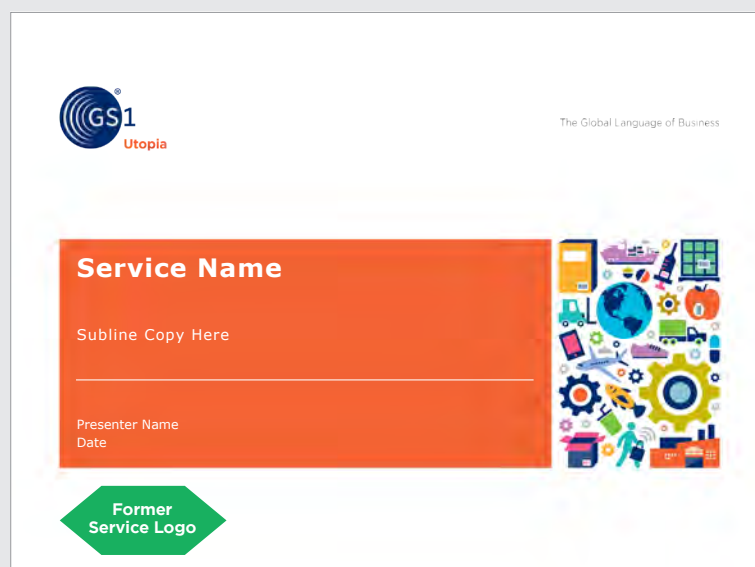 GS1®
Utopia
The Global Language of Business
Service Name
Subline Copy Here
Presenter Name
Date
Former
Service Logo